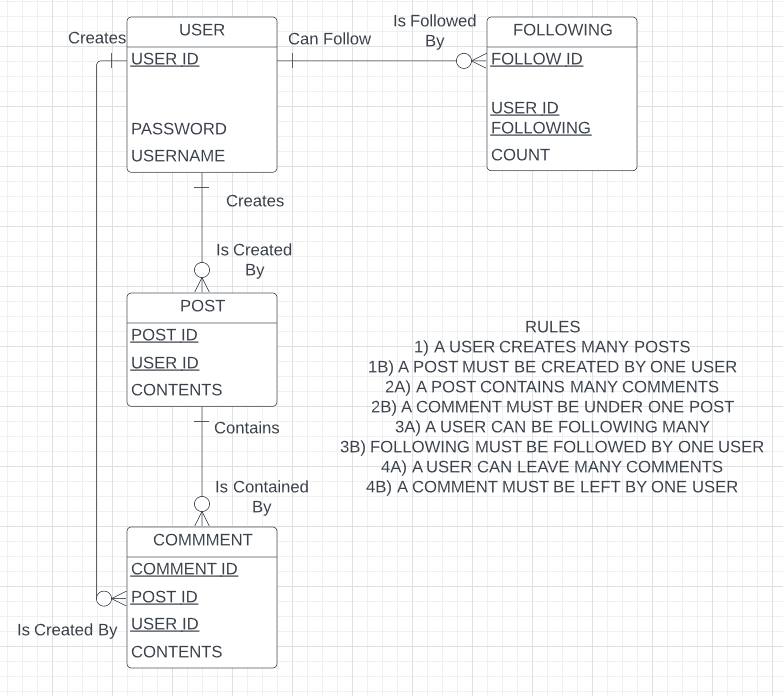 USER
Creates
USER ID
PASSWORD
USERNAME
Can Follow
Is Followed
By
FOLLOWING
FOLLOW ID
USER ID
FOLLOWING
COUNT
Creates
Is Created
By
POST
POST ID
USER ID
CONTENTS
Contains
Is Contained
By
COMMMENT
COMMENT ID
POST ID
USER ID
CONTENTS
Is Created By
RULES
1) A USER CREATES MANY POSTS
1B) A POST MUST BE CREATED BY ONE USER
2A) A POST CONTAINS MANY COMMENTS
2B) A COMMENT MUST BE UNDER ONE POST
3A) A USER CAN BE FOLLOWING MANY
3B) FOLLOWING MUST BE FOLLOWED BY ONE USER
4A) A USER CAN LEAVE MANY COMMENTS
4B) A COMMENT MUST BE LEFT BY ONE USER